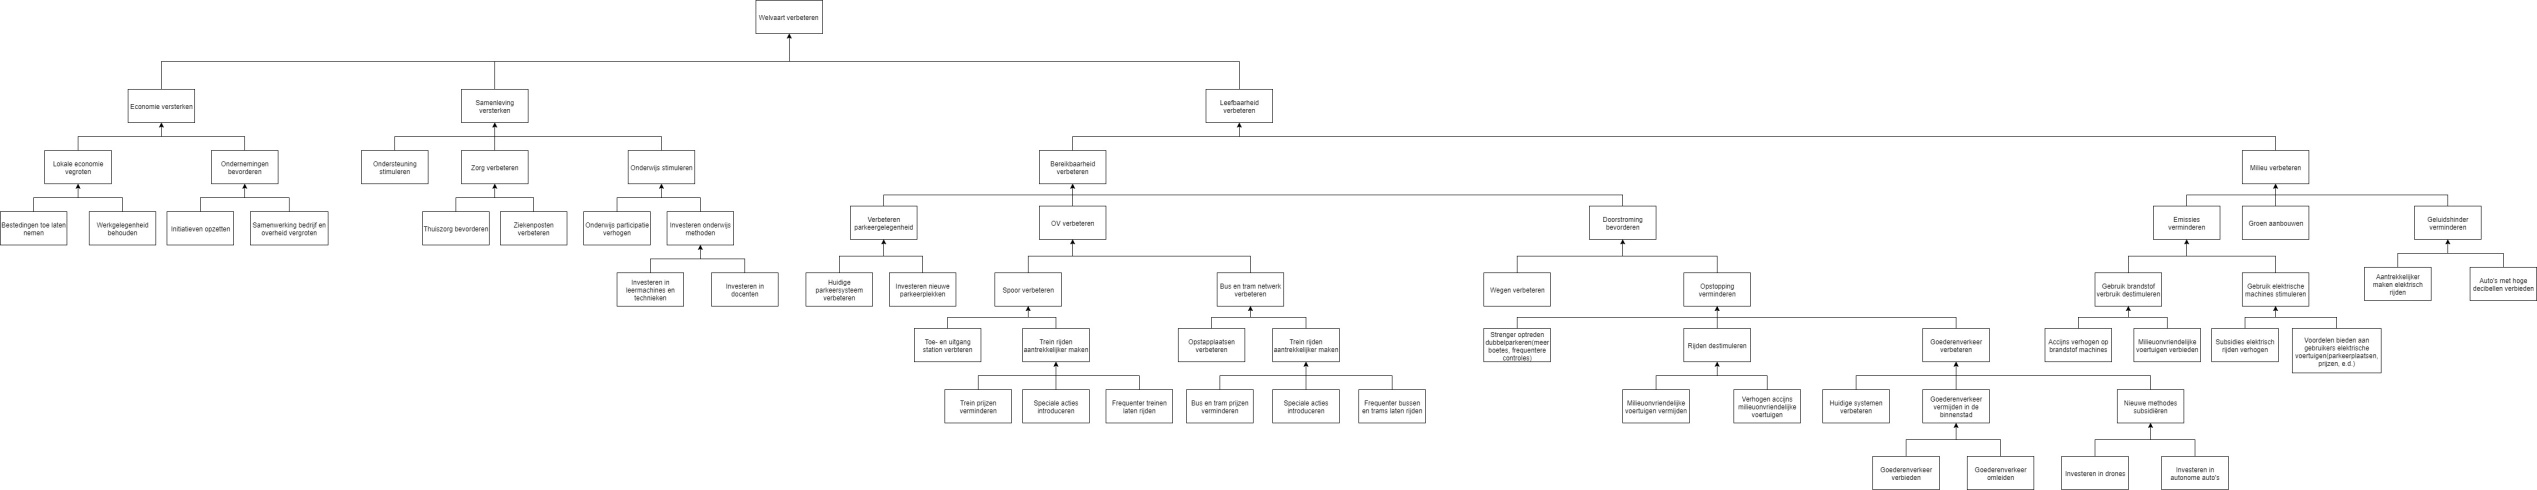 Welvaart verbeteren
Economie versterken
Samenleving
versterken
Leefbaarheid
verbeteren
Lokale economie
vegroten
Ondernemingen
bevorderen
Ondersteuning
stimuleren
Zorg verbeteren
Onderwijs stimuleren
Bereikbaarheid
verbeteren
Milieu verbeteren
Bestedingen toe laten
nemen
Werkgelegenheid
behouden
Initiatieven opzetten
Samenwerking bedrijf en
overheid vergroten
Thuiszorg bevorderen
Ziekenposten
verbeteren
Onderwijs participatie
verhogen
Investeren onderwijs
methoden
Verbeteren
parkeergelegenheid
OV verbeteren
Doorstroming
bevorderen
Emissies
verminderen
Groen aanbouwen
Geluidshinder
verminderen
Investeren in
leermachines en
technieken
Investeren in
docenten
Huidige
parkeersysteem
verbeteren
Investeren nieuwe
parkeerplekken
Spoor verbeteren
Bus en tram netwerk
verbeteren
Wegen verbeteren
Opstopping
verminderen
Gebruik brandstof
verbruik destimuleren
Gebruik elektrische
machines stimuleren
Aantrekkelijker
maken elektrisch
rijden
Auto's met hoge
decibellen verbieden
Toe- en uitgang
station verbteren
Trein rijden
aantrekkelijker maken
Opstapplaatsen
verbeteren
Trein rijden
aantrekkelijker maken
Strenger optreden
dubbelparkeren(meer
boetes, frequentere
controles)
Rijden destimuleren
Goederenverkeer
verbeteren
Accijns verhogen op
brandstof machines
Milieuonvriendelijke
voertuigen verbieden
Subsidies elektrisch
rijden verhogen
Voordelen bieden aan
gebruikers elektrische
voertuigen(parkeerplaatsen,
prijzen, e.d.)
Trein prijzen
verminderen
Speciale acties
introduceren
Frequenter treinen
laten rijden
Bus en tram prijzen
verminderen
Speciale acties
introduceren
Frequenter bussen
en trams laten rijden
Milieuonvriendelijke
voertuigen vermijden
Verhogen accijns
milieuonvriendelijke
voertuigen
Huidige systemen
verbeteren
Goederenverkeer
vermijden in de
binnenstad
Nieuwe methodes
subsidiëren
Goederenverkeer
verbieden
Goederenverkeer
omleiden
Investeren in drones
Investeren in
autonome auto's